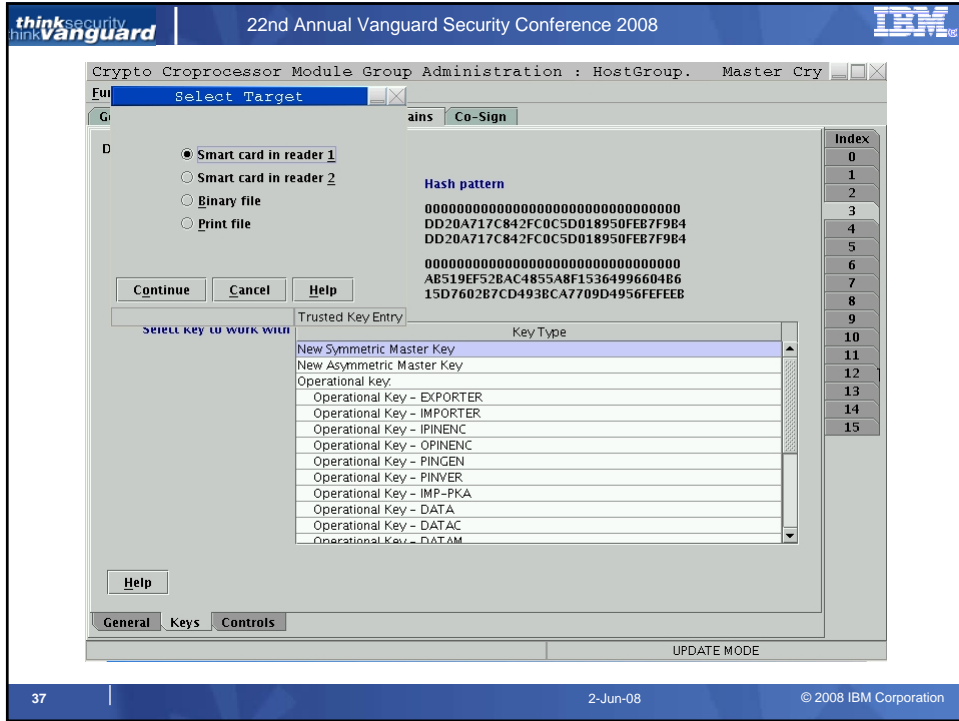 thinksecurity
thinkvanguard
22nd Annual Vanguard Security Conference 2008
IBM
Crypto Croprocessor Module Group Administration : HostGroup. Master Cry
Select Target
ains
Co-Sign
D
Smart card in reader 1
Smart card in reader 2
Binary file
Print file
Continue
Cancel
Help
Trusted Key Entry
Hash pattern
00000000000000000000000000000000
DD20A717C842FC0C5D018950FEB7F9B4
DD20A717C842FC0C5D018950FEB7F9B4
00000000000000000000000000000000
AB519EF52BAC4855A8F15364996604B6
15D7602B7CD493BCA7709D4956FEFEEB
Select key to work with
Key Type
New Symmetric Master Key
New Asymmetric Master Key
Operational key:
Operational Key - EXPORTER
Operational Key - IMPORTER
Operational Key - IPINENC
Operational Key - OPINENC
Operational Key - PINGEN
Operational Key - PINVER
Operational Key - IMP-PKA
Operational Key - DATA
Operational Key - DATAC
Operational Key - DATAM
Index
0
1
2
3
4
5
6
7
8
9
10
11
12
13
14
15
Help
General
Keys
Controls
UPDATE MODE
37
2-Jun-08
© 2008 IBM Corporation